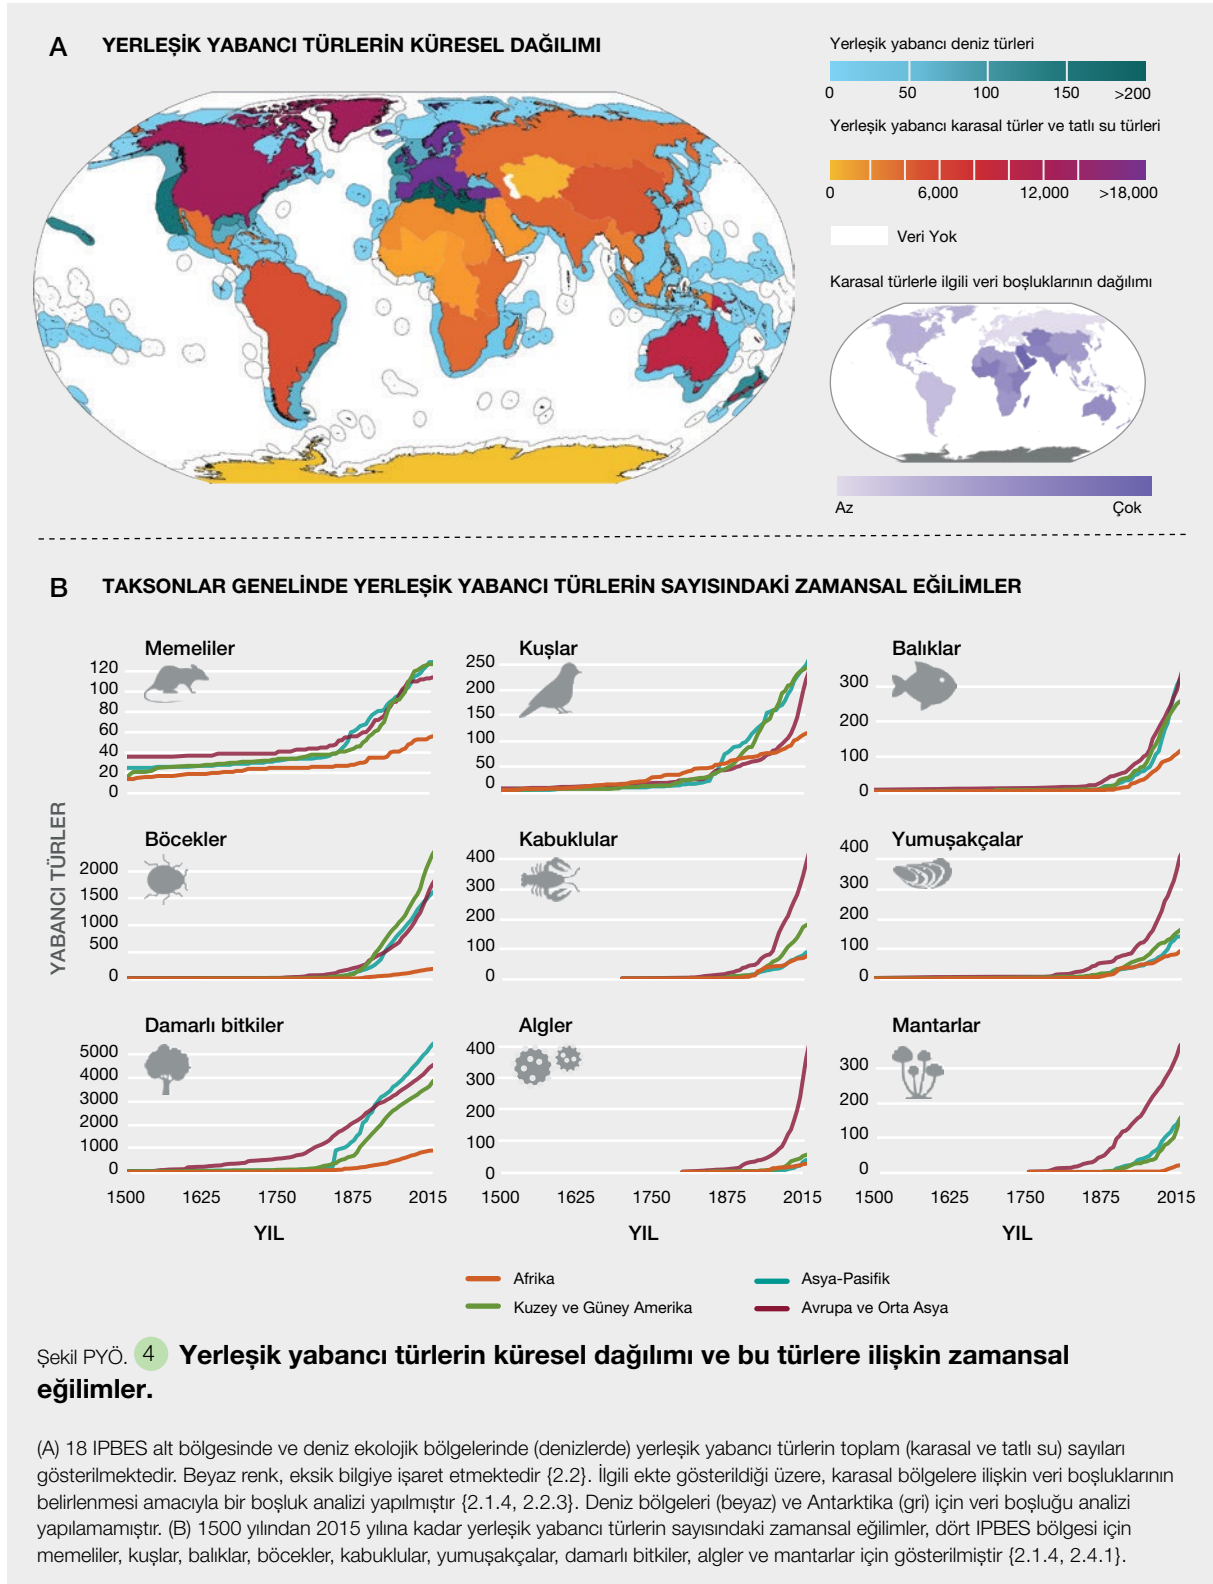 A YERLEŞİK YABANCI TÜRLERİN KÜRESEL DAĞILIMI
Yerleşik yabancı deniz türleri
0 50 100 150 >200
Yerleşik yabancı karasal türler ve tatlı su türleri
0 6,000 12,000 >18,000
Veri Yok
Karasal türlerle ilgili veri boşluklarının dağılımı
Az Çok
B TAKSONLAR GENELİNDE YERLEŞİK YABANCI TÜRLERİN SAYISINDAKİ ZAMANSAL EĞİLİMLER
YABANCI TÜRLER
Memeliler
120
100
80
60
40
20
0
Kuşlar
250
200
150
100
50
0
Balıklar
300
200
100
0
Böcekler
2000
1500
1000
500
0
Kabuklular
400
300
200
100
0
Yumuşakçalar
400
300
200
100
0
Damarlı bitkiler
5000
4000
3000
2000
1000
0
1500 1625 1750 1875 2015
YIL
Algler
400
300
200
100
0
1500 1625 1750 1875 2015
YIL
Mantarlar
300
200
100
0
1500 1625 1750 1875 2015
YIL
Afrika
Asya-Pasifik
Kuzey ve Güney Amerika
Avrupa ve Orta Asya
Şekil PYÖ. 4 Yerleşik yabancı türlerin küresel dağılımı ve bu türlere ilişkin zamansal
eğilimler.
(A) 18 IPBES alt bölgesinde ve deniz ekolojik bölgelerinde (denizlerde) yerleşik yabancı türlerin toplam (karasal ve tatlı su) sayıları
gösterilmektedir. Beyaz renk, eksik bilgiye işaret etmektedir {2.2}. İlgili ekte gösterildiği üzere, karasal bölgelere ilişkin veri boşluklarının
belirlenmesi amacıyla bir boşluk analizi yapılmıştır {2.1.4, 2.2.3}. Deniz bölgeleri (beyaz) ve Antarktika (gri) için veri boşluğu analizi
yapılamamıştır. (B) 1500 yılından 2015 yılına kadar yerleşik yabancı türlerin sayısındaki zamansal eğilimler, dört IPBES bölgesi için
memeliler, kuşlar, balıklar, böcekler, kabuklular, yumuşakçalar, damarlı bitkiler, algler ve mantarlar için gösterilmiştir {2.1.4, 2.4.1}.